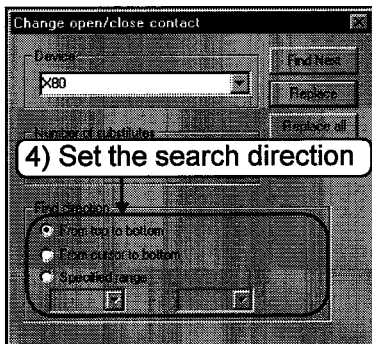 Change open/close contact
Device
X80
Find Next
Replace
Number of substitutes
Replace all
4) Set the search direction
Find direction
From top to bottom
From cursor to bottom
Specified range